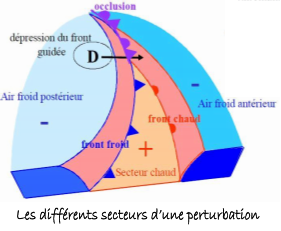 occlusion
dépression du front
guidée
D
Air froid postérieur
-
-
Air froid antérieur
front chaud
front froid
+
Secteur chaud
Les différents secteurs d'une perturbation